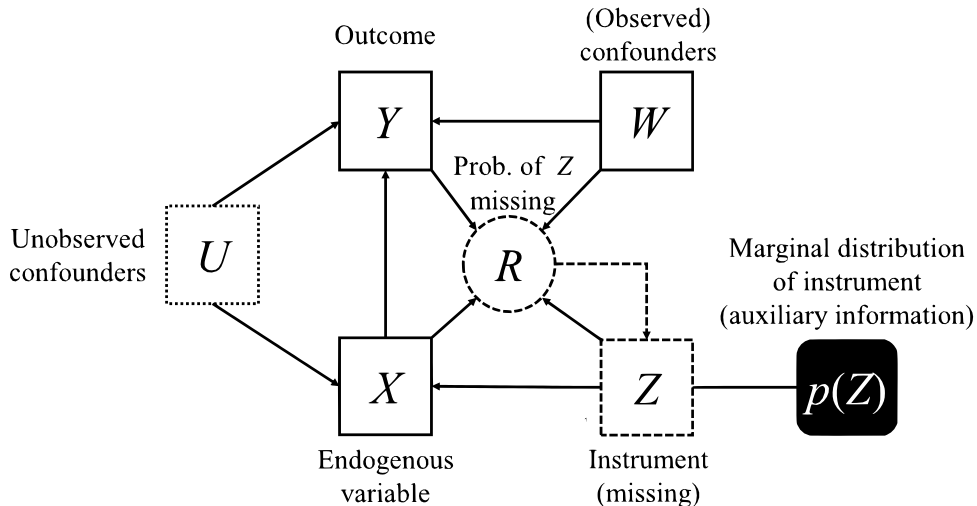 Outcome
(Observed)
confounders
Y
W
Prob. of Z
missing
Unobserved
confounders
U
R
Marginal distribution
of instrument
(auxiliary information)
X
Z
p(Z)
Endogenous
variable
Instrument
(missing)